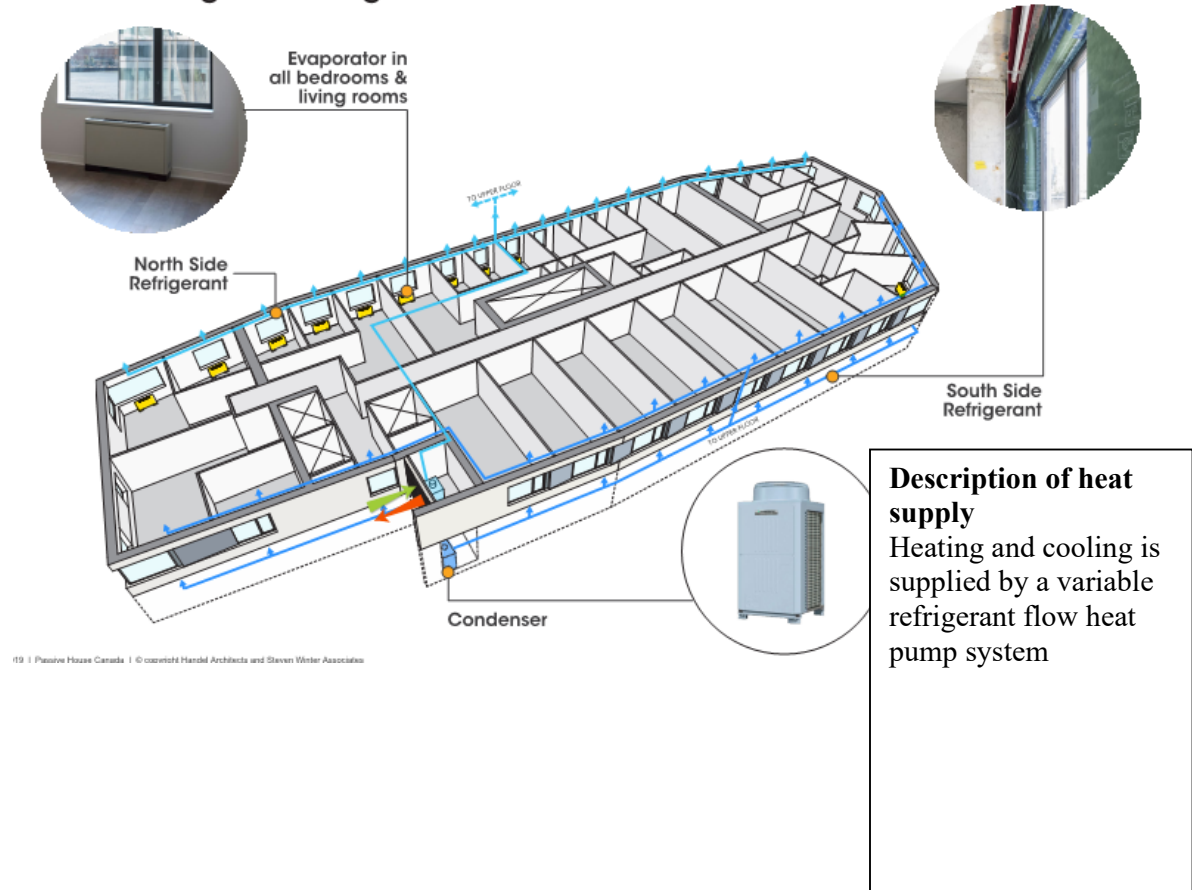 Evaporator in
all bedrooms &
living rooms
TO UPPER FLOOR
North Side
Refrigerant
South Side
Refrigerant
TO UPPER FLOOR
Description of heat
supply
Heating and cooling is
supplied by a variable
refrigerant flow heat
pump system
Condenser
19 | Passive House Canada | © copyright Handel Architects and Steven Winter Associates